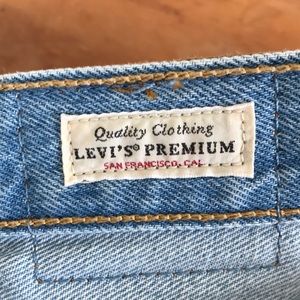 Quality Clothing
LEVI'S® PREMIUM
SAN FRANCISCO, CAL.